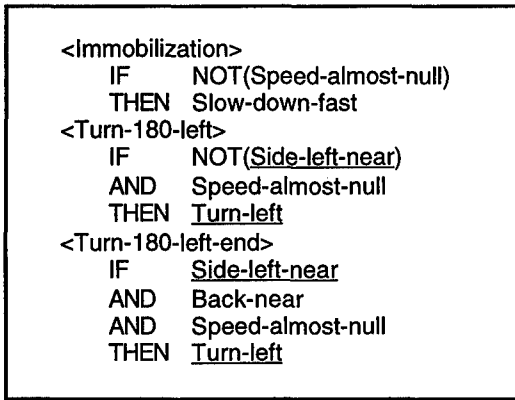 <Immobilization>
IF NOT(Speed-almost-null)
THEN Slow-down-fast
<Turn-180-left>
IF NOT(Side-left-near)
AND Speed-almost-null
THEN Turn-left
<Turn-180-left-end>
IF Side-left-near
AND Back-near
AND Speed-almost-null
THEN Turn-left